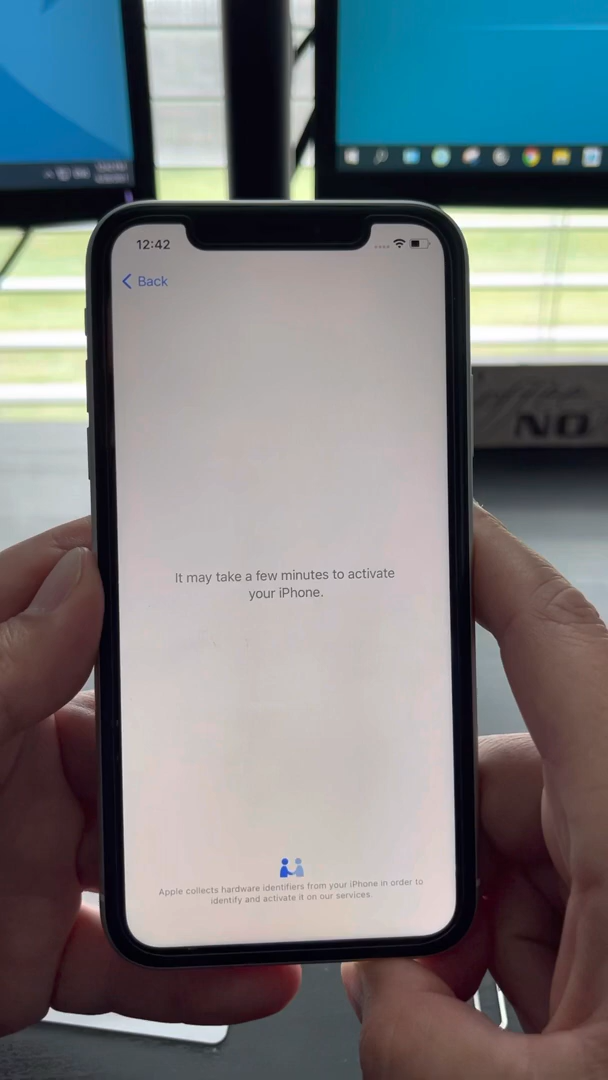 12:42
Back
It may take a few minutes to activate
your iPhone.
Apple collects hardware identifiers from your iPhone in order to
identify and activate it on our services.
NO